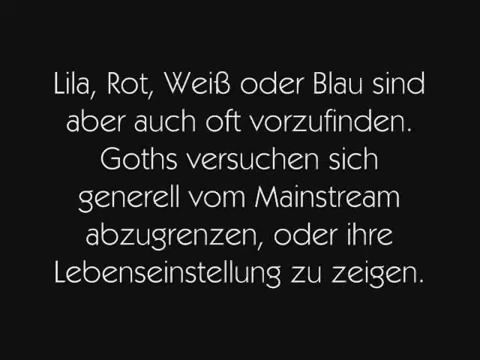 Lila, Rot, Weiß oder Blau sind
aber auch oft vorzufinden.
Goths versuchen sich
generell vom Mainstream
abzugrenzen, oder ihre
Lebenseinstellung zu zeigen.